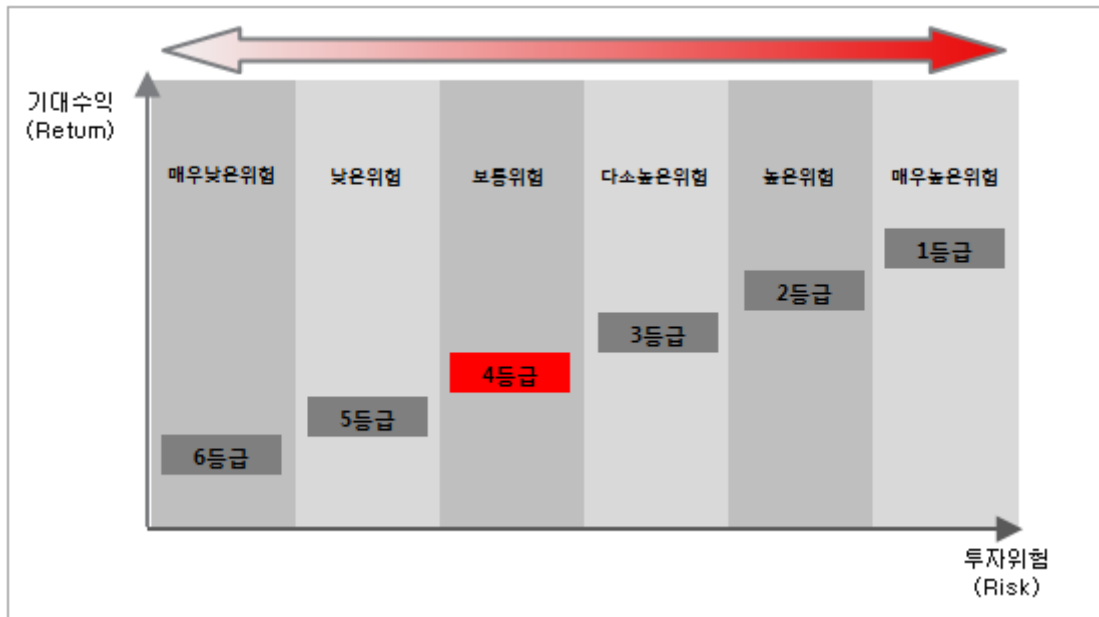 기대수익
(Return)
매우낮은위험
낮은위험
보통위험
다소높은위험
높은위험
매우높은위험
1등급
2등급
3등급
4등급
5등급
6등급
투자위험
(Risk)